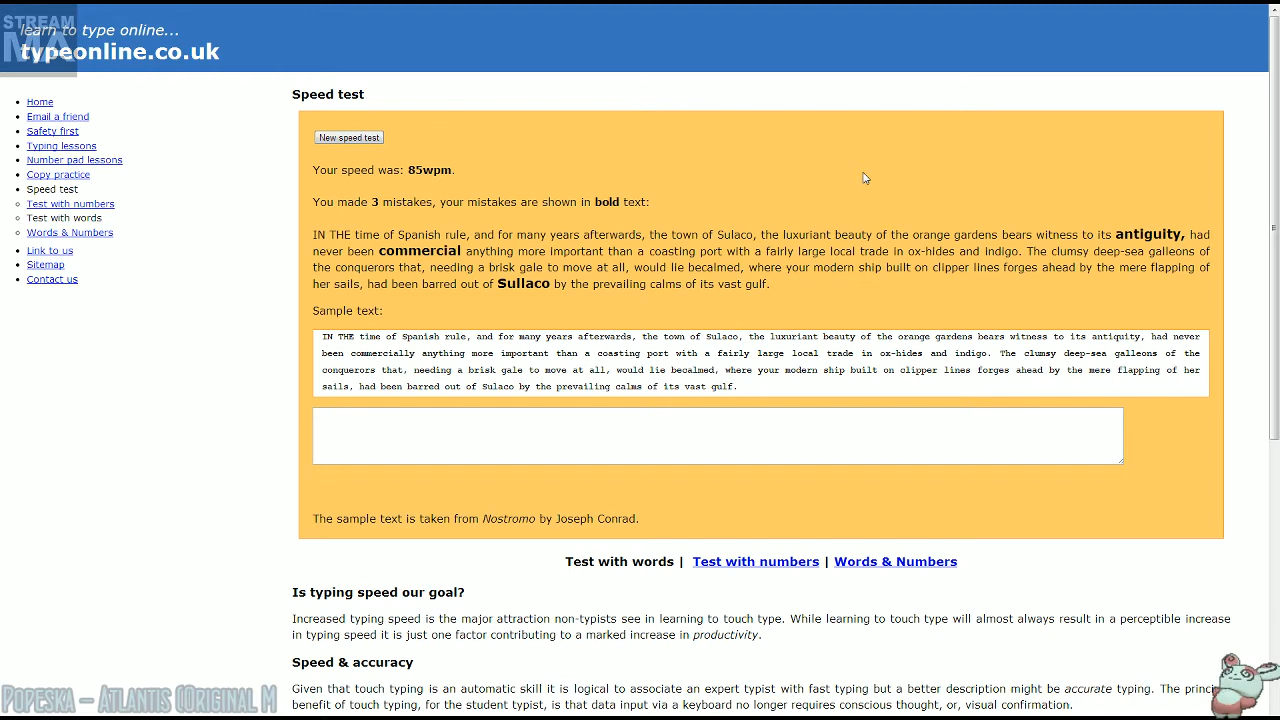 STREAM
learn to type online...
typeonline.co.uk
Home
Email a friend
Safety first
Typing lessons
Number pad lessons
Copy practice
Speed test
Test with numbers
Test with words
Words & Numbers
Link to us
Sitemap
Contact us
Speed test
New speed test
Your speed was: 85wpm.
You made 3 mistakes, your mistakes are shown in bold text:
IN THE time of Spanish rule, and for many years afterwards, the town of Sulaco, the luxuriant beauty of the orange gardens bears witness to its antiguity, had
never been commercial anything more important than a coasting port with a fairly large local trade in ox-hides and indigo. The clumsy deep-sea galleons of
the conquerors that, needing a brisk gale to move at all, would lie becalmed, where your modern ship built on clipper lines forges ahead by the mere flapping of
her sails, had been barred out of Sullaco by the prevailing calms of its vast gulf.
Sample text:
IN THE time of Spanish rule, and for many years afterwards, the town of Sulaco, the luxuriant beauty of the orange gardens bears witness to its antiquity, had never
been commercially anything more important than a coasting port with a fairly large local trade in ox-hides and indigo. The clumsy deep-sea galleons of the
conquerors that, needing a brisk gale to move at all, would lie becalmed, where your modern ship built on clipper lines forges ahead by the mere flapping of her
sails, had been barred out of Sulaco by the prevailing calms of its vast gulf.
The sample text is taken from Nostromo by Joseph Conrad.
Test with words | Test with numbers | Words & Numbers
Is typing speed our goal?
Increased typing speed is the major attraction non-typists see in learning to touch type. While learning to touch type will almost always result in a perceptible increase
in typing speed it is just one factor contributing to a marked increase in productivity.
Speed & accuracy
Given that touch typing is an automatic skill it is logical to associate an expert typist with fast typing but a better description might be accurate typing. The princi
benefit of touch typing, for the student typist, is that data input via a keyboard no longer requires conscious thought, or, visual confirmation.
Popeska – Atlantis (Original M